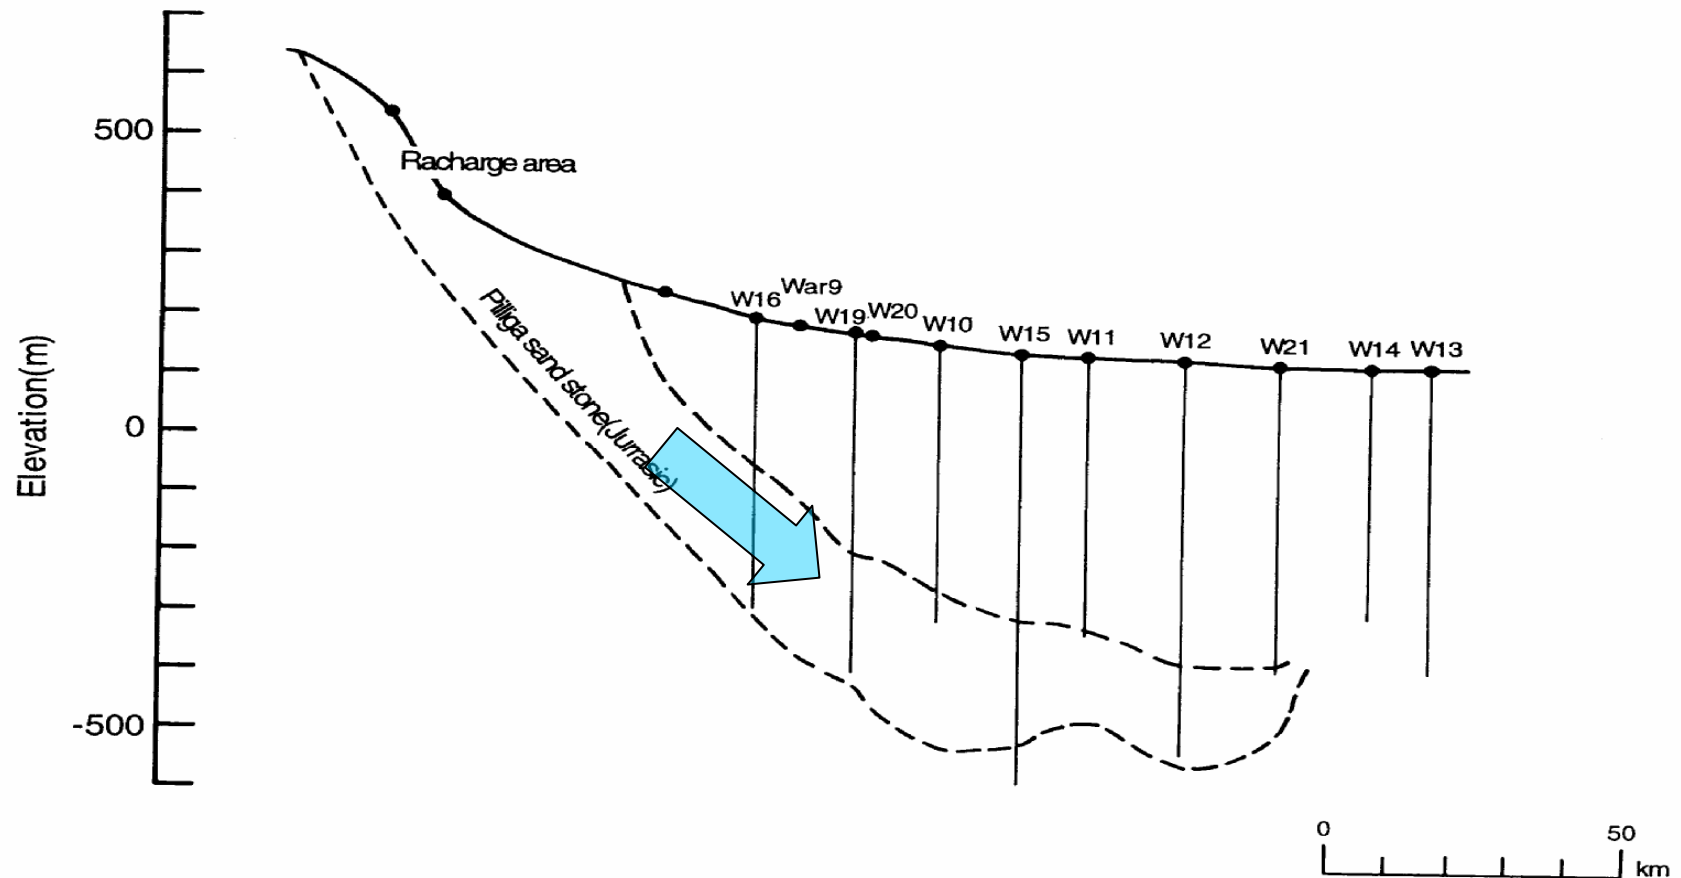 500
Racharge area
Elevation(m)
0
-500
Pilliga sand stone(Jurrasic)
W16
War9
W19
W20
W10
W15
W11
W12
W21
W14
W13
0
50
km